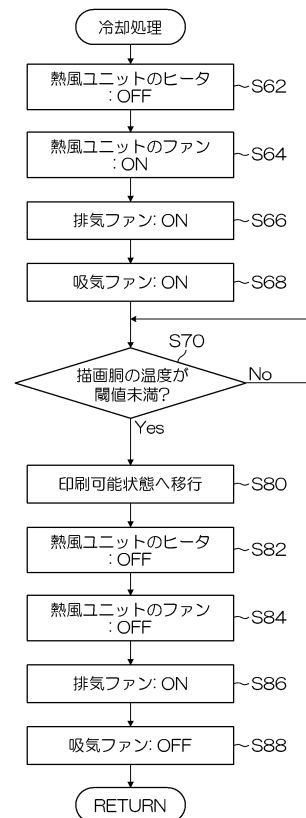 冷却処理
熱風ユニットのヒータ
:OFF
S62
熱風ユニットのファン
:ON
S64
排気ファン:ON
S66
吸気ファン:ON
S68
S70
描画胴の温度が
閾値未満?
No
Yes
印刷可能状態へ移行
S80
熱風ユニットのヒータ
:OFF
S82
熱風ユニットのファン
:OFF
S84
排気ファン:ON
S86
吸気ファン:OFF
S88
RETURN